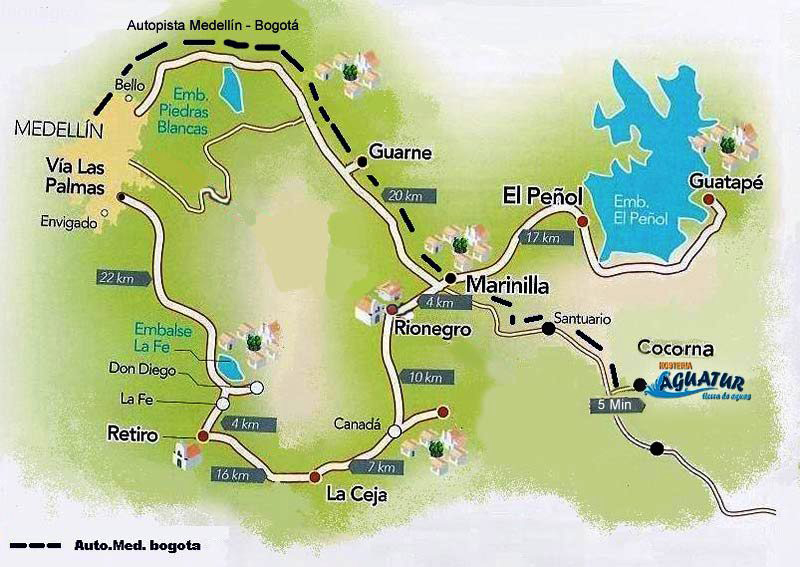 Autopista Medellín - Bogotá
Bello
Emb.
Piedras
Blancas
MEDELLÍN
Vía Las
Palmas
Envigado
Guarne
20 km
El Peñol
Emb.
El Peñol
Guatapé
17 km
22 km
Marinilla
4 km
Rionegro
Santuario
Embalse
La Fe
Don Diego
La Fe
10 km
Cocorna
HOSTERIA
AGUATUR
tierra de aguas
5 Min
Retiro
4 km
Canadá
16 km
7 km
La Ceja
Auto.Med. bogota